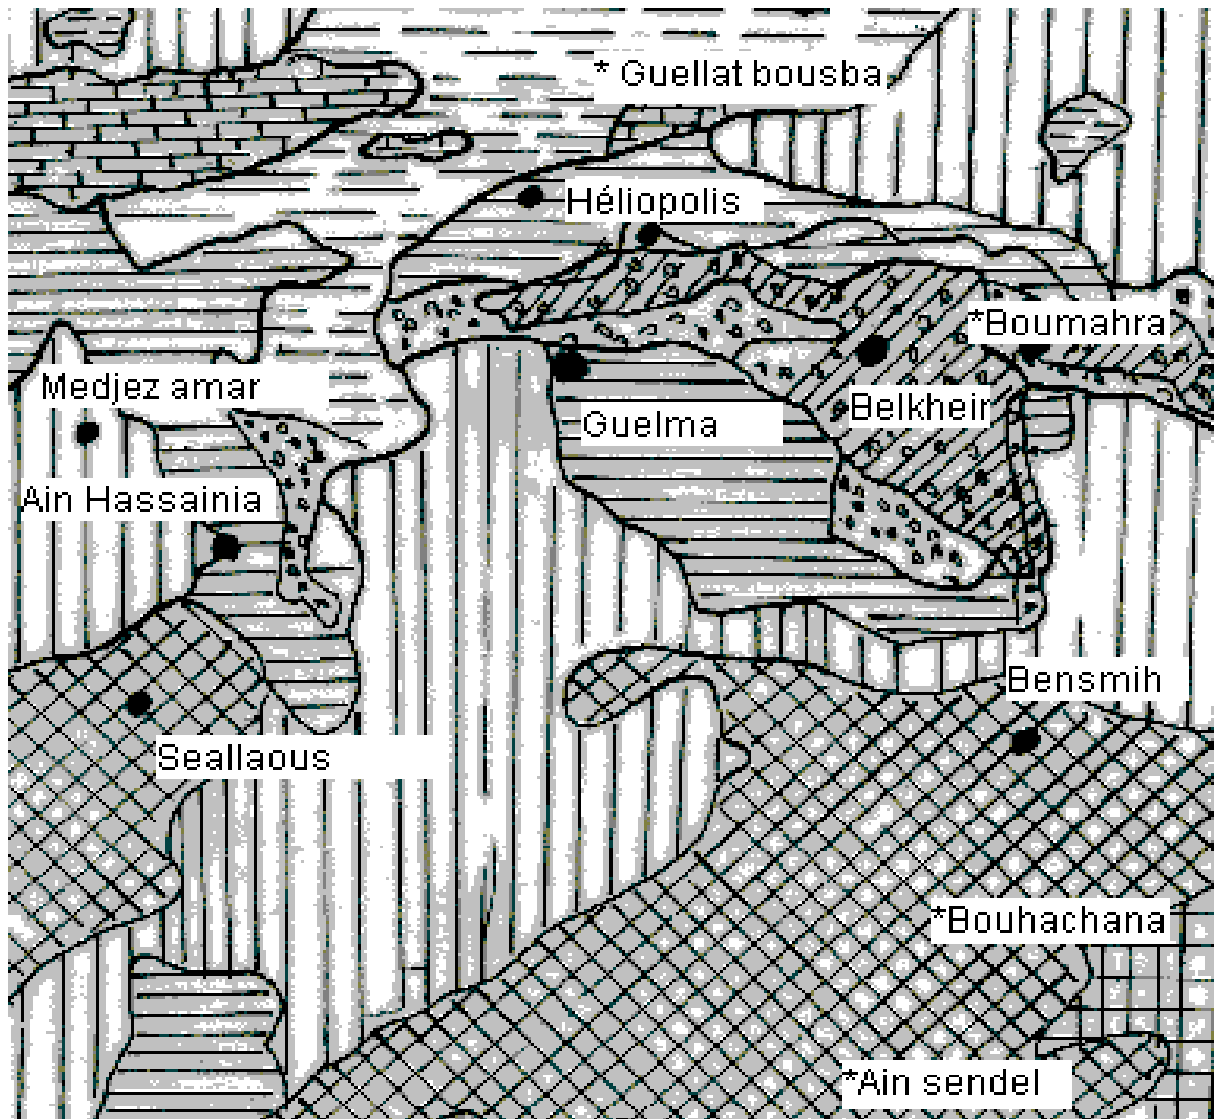 * Guellat bousba
Héliopolis
*Boumahra
Medjez amar
Belkheir
Guelma
Ain Hassainia
Bensmih
Seallaous
*Bouhachana
*Ain sendel